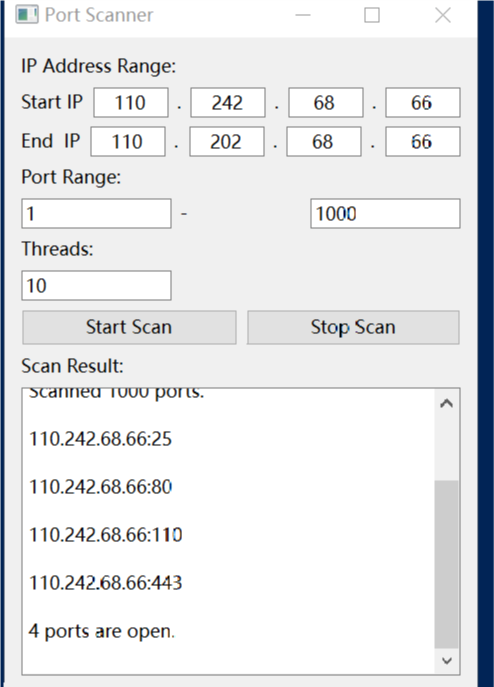 Port Scanner
IP Address Range:
Start IP 110 . 242 . 68 . 66
End IP 110 . 202 . 68 . 66
Port Range:
1 - 1000
Threads:
10
Start Scan Stop Scan
Scan Result:
Scanned 1000 ports.
110.242.68.66:25
110.242.68.66:80
110.242.68.66:110
110.242.68.66:443
4 ports are open.